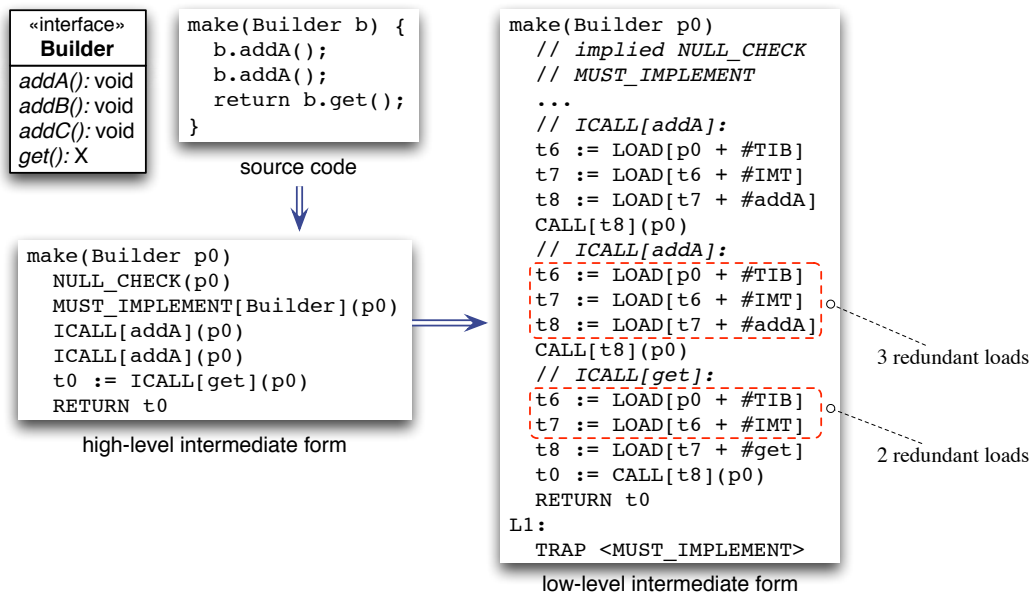 «interface»
Builder
addA(): void
addB(): void
addC(): void
get(): X
make(Builder b) {
b.addA();
b.addA();
return b.get();
}
source code
make(Builder p0)
NULL_CHECK(p0)
MUST_IMPLEMENT[Builder](p0)
ICALL[addA](p0)
ICALL[addA](p0)
t0 := ICALL[get](p0)
RETURN t0
high-level intermediate form
make(Builder p0)
// implied NULL_CHECK
// MUST_IMPLEMENT
...
// ICALL[addA]:
t6 := LOAD[p0 + #TIB]
t7 := LOAD[t6 + #IMT]
t8 := LOAD[t7 + #addA]
CALL[t8](p0)
// ICALL[addA]:
t6 := LOAD[p0 + #TIB]
t7 := LOAD[t6 + #IMT]
t8 := LOAD[t7 + #addA]
CALL[t8](p0)
// ICALL[get]:
t6 := LOAD[p0 + #TIB]
t7 := LOAD[t6 + #IMT]
t8 := LOAD[t7 + #get]
t0 := CALL[t8](p0)
RETURN t0
L1:
TRAP <MUST_IMPLEMENT>
low-level intermediate form
3 redundant loads
2 redundant loads